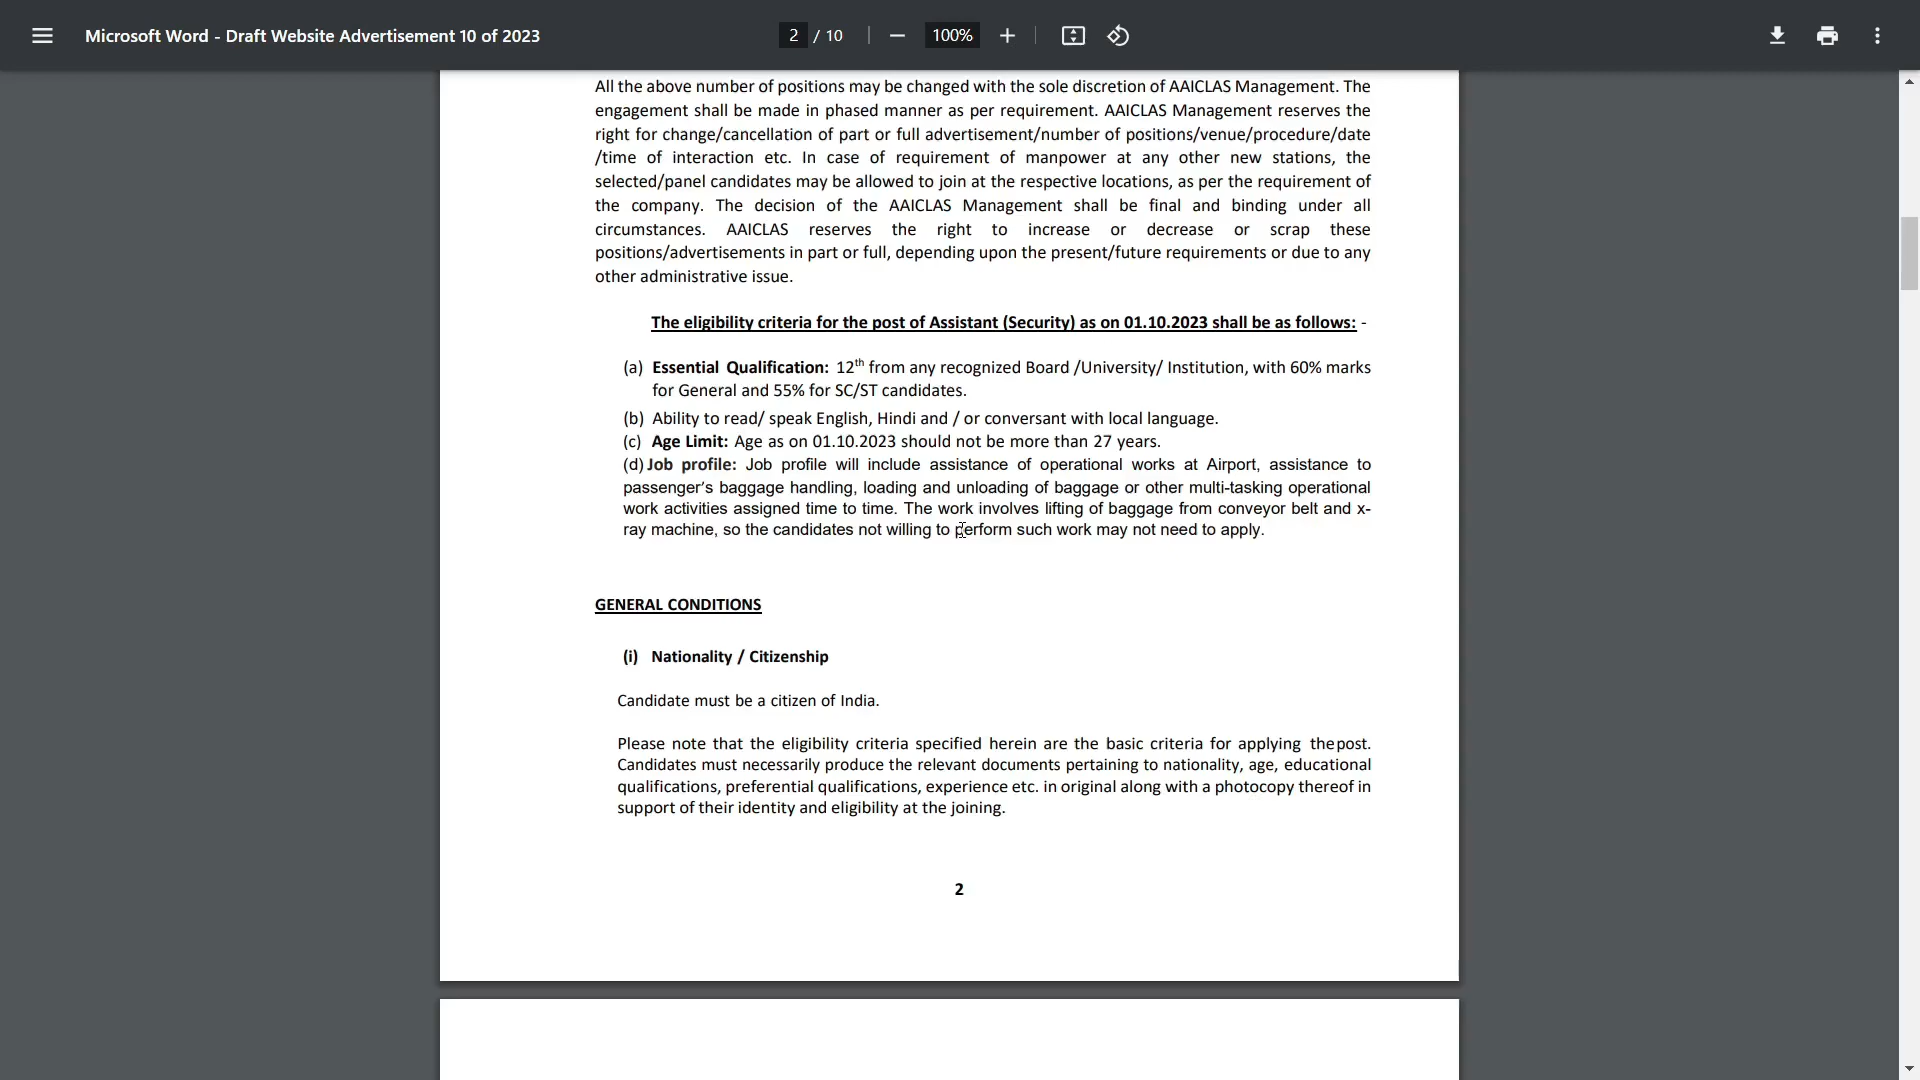 Microsoft Word - Draft Website Advertisement 10 of 2023
2 / 10
100%
All the above number of positions may be changed with the sole discretion of AAICLAS Management. The
engagement shall be made in phased manner as per requirement. AAICLAS Management reserves the
right for change/cancellation of part or full advertisement/number of positions/venue/procedure/date
/time of interaction etc. In case of requirement of manpower at any other new stations, the
selected/panel candidates may be allowed to join at the respective locations, as per the requirement of
the company. The decision of the AAICLAS Management shall be final and binding under all
circumstances. AAICLAS reserves the right to increase or decrease or scrap these
positions/advertisements in part or full, depending upon the present/future requirements or due to any
other administrative issue.
The eligibility criteria for the post of Assistant (Security) as on 01.10.2023 shall be as follows: -
(a) Essential Qualification: 12th from any recognized Board /University/ Institution, with 60% marks
for General and 55% for SC/ST candidates.
(b) Ability to read/ speak English, Hindi and / or conversant with local language.
(c) Age Limit: Age as on 01.10.2023 should not be more than 27 years.
(d) Job profile: Job profile will include assistance of operational works at Airport, assistance to
passenger’s baggage handling, loading and unloading of baggage or other multi-tasking operational
work activities assigned time to time. The work involves lifting of baggage from conveyor belt and x-
ray machine, so the candidates not willing to perform such work may not need to apply.
GENERAL CONDITIONS
(i) Nationality / Citizenship
Candidate must be a citizen of India.
Please note that the eligibility criteria specified herein are the basic criteria for applying thepost.
Candidates must necessarily produce the relevant documents pertaining to nationality, age, educational
qualifications, preferential qualifications, experience etc. in original along with a photocopy thereof in
support of their identity and eligibility at the joining.
2